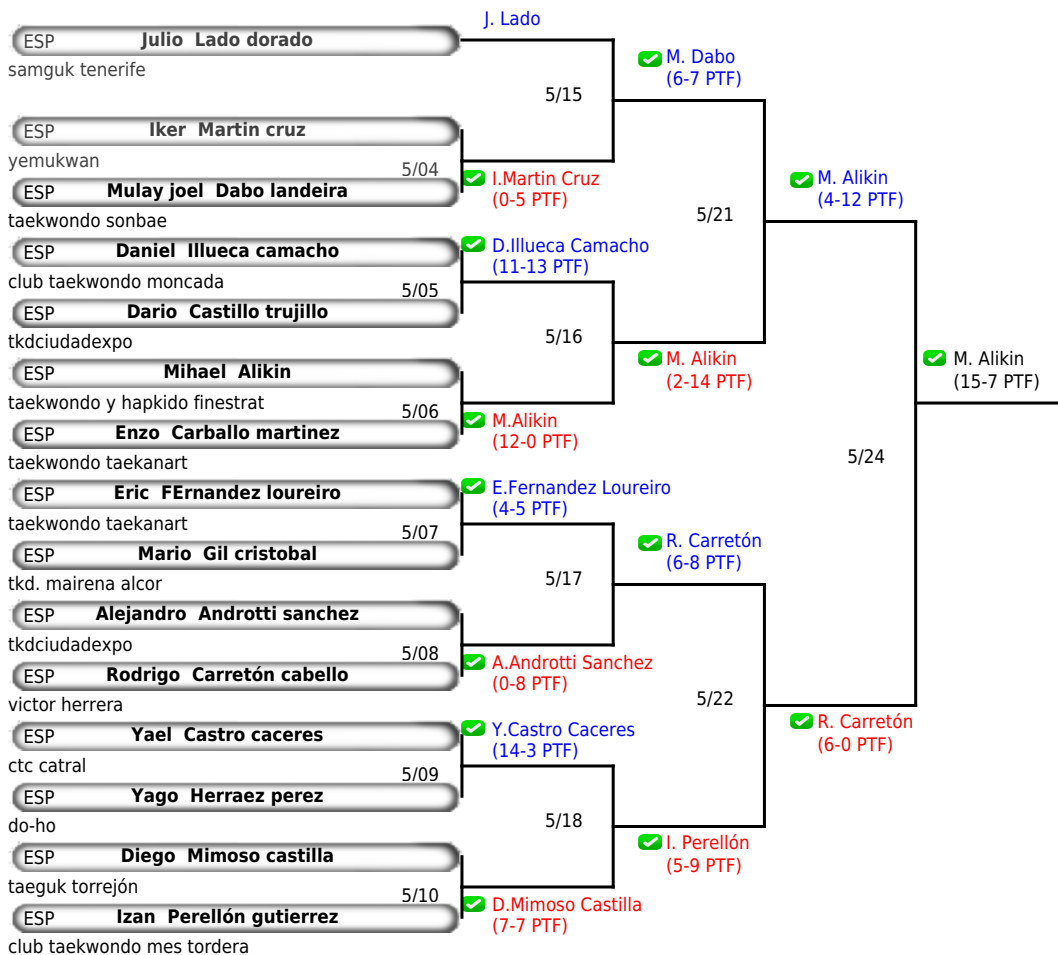 J. Lado
ESP Julio Lado dorado
samguk tenerife
M. Dabo
(6-7 PTF)
5/15
ESP Iker Martin cruz
yemukwan
5/04
I.Martin Cruz
(0-5 PTF)
M. Alikin
(4-12 PTF)
ESP Mulay joel Dabo landeira
taekwondo sonbae
5/21
ESP Daniel Illueca camacho
D.Illueca Camacho
(11-13 PTF)
club taekwondo moncada
5/05
ESP Dario Castillo trujillo
tkdciudadexpo
5/16
ESP Mihael Alikin
M. Alikin
(2-14 PTF)
M. Alikin
(15-7 PTF)
taekwondo y hapkido finestrat
5/06
M.Alikin
(12-0 PTF)
ESP Enzo Carballo martinez
taekwondo taekanart
5/24
ESP Eric FErnandez loureiro
E.Fernandez Loureiro
(4-5 PTF)
taekwondo taekanart
5/07
R. Carretón
(6-8 PTF)
ESP Mario Gil cristobal
tkd. mairena alcor
5/17
ESP Alejandro Androtti sanchez
tkdciudadexpo
5/08
A.Androtti Sanchez
(0-8 PTF)
ESP Rodrigo Carretón cabello
victor herrera
5/22
R. Carretón
(6-0 PTF)
ESP Yael Castro caceres
Y.Castro Caceres
(14-3 PTF)
ctc catral
5/09
ESP Yago Herraez perez
do-ho
5/18
I. Perellón
(5-9 PTF)
ESP Diego Mimoso castilla
taeguk torrejón
5/10
D.Mimoso Castilla
(7-7 PTF)
ESP Izan Perellón gutierrez
club taekwondo mes tordera